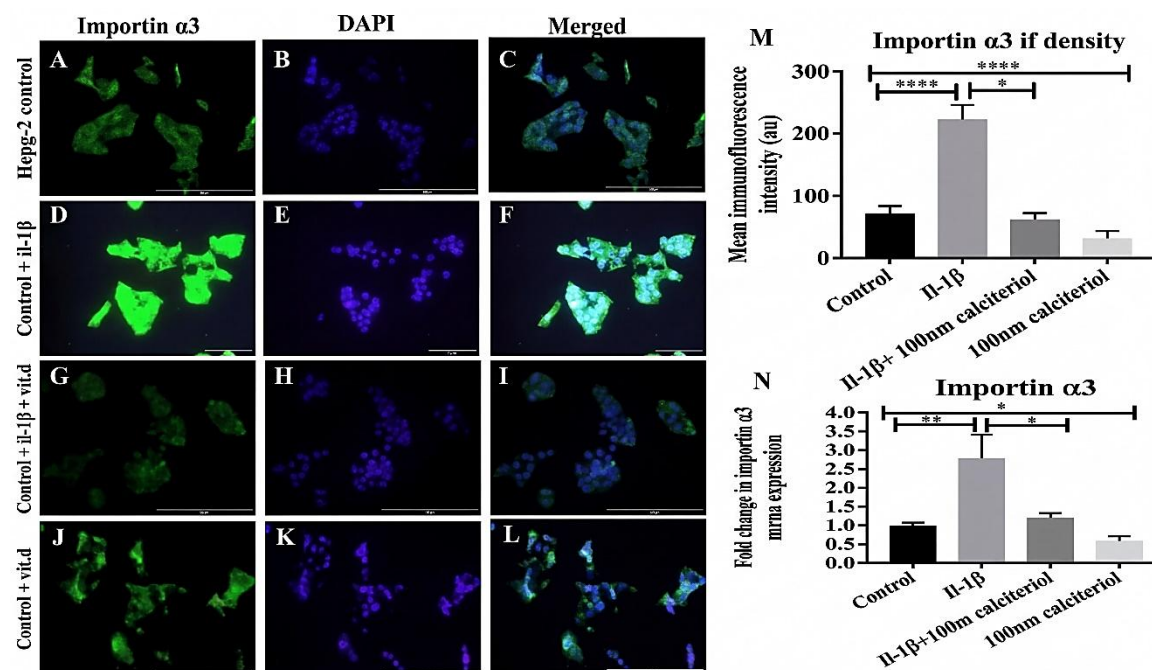 Importin α3 DAPI Merged
Hepg-2 control
A B C
Control + il-1β
D E F
Control + il-1β + vit.d
G H I
Control + vit.d
J K L
M
Importin α3 if density
Mean immunofluorescence
intensity (au)
300
200
100
0
****
**** *
Control
Il-1β
Il-1β+ 100nm calciteriol
100nm calciteriol
N
Importin α3
Fold change in importin α3
mrna expression
4.0
3.5
3.0
2.5
2.0
1.5
1.0
0.5
0.0
*
** *
Control
Il-1β
Il-1β+100m calciteriol
100nm calciteriol